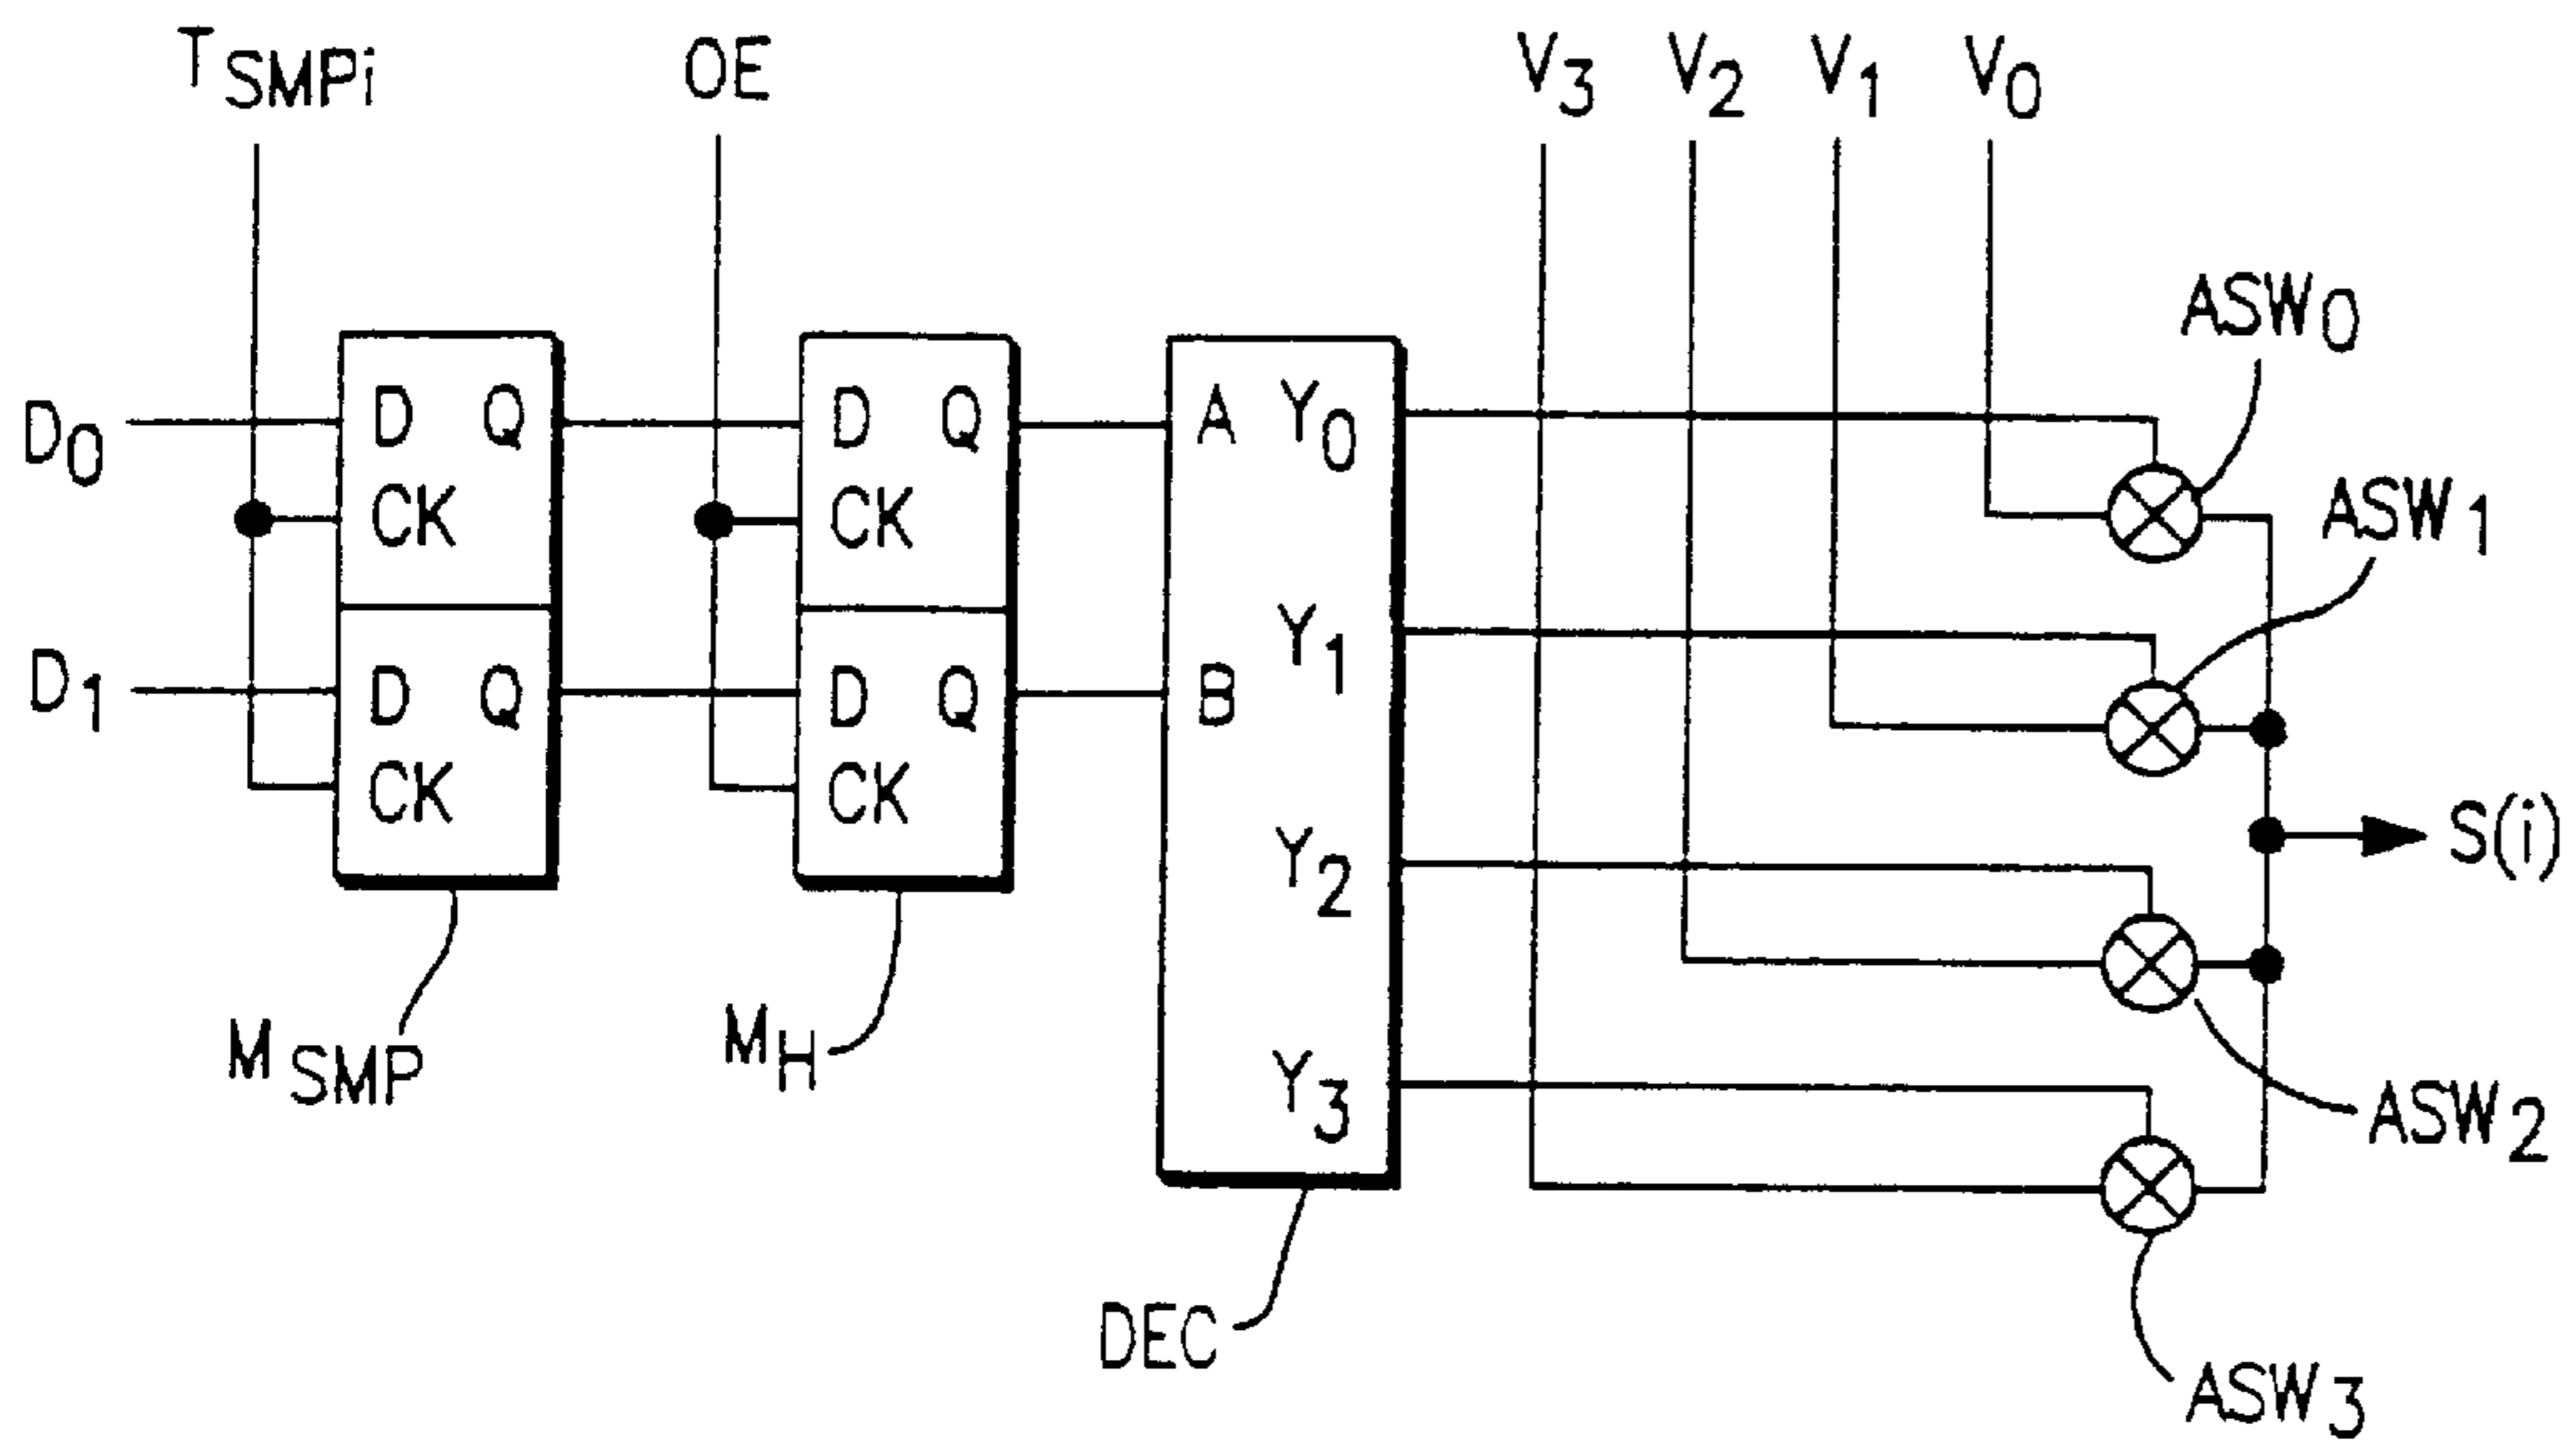 T SMPi OE V3 V2 V1 V0
ASW0
D0 D Q D Q A Y0
CK CK
ASW1
D1 D Q D Q B Y1
CK CK
Y2
S(i)
MSMP MH
Y3
ASW2
DEC
ASW3